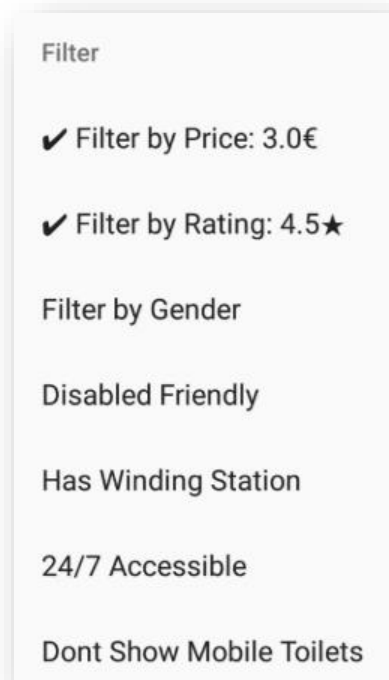 Filter
✔ Filter by Price: 3.0€
✔ Filter by Rating: 4.5★
Filter by Gender
Disabled Friendly
Has Winding Station
24/7 Accessible
Dont Show Mobile Toilets